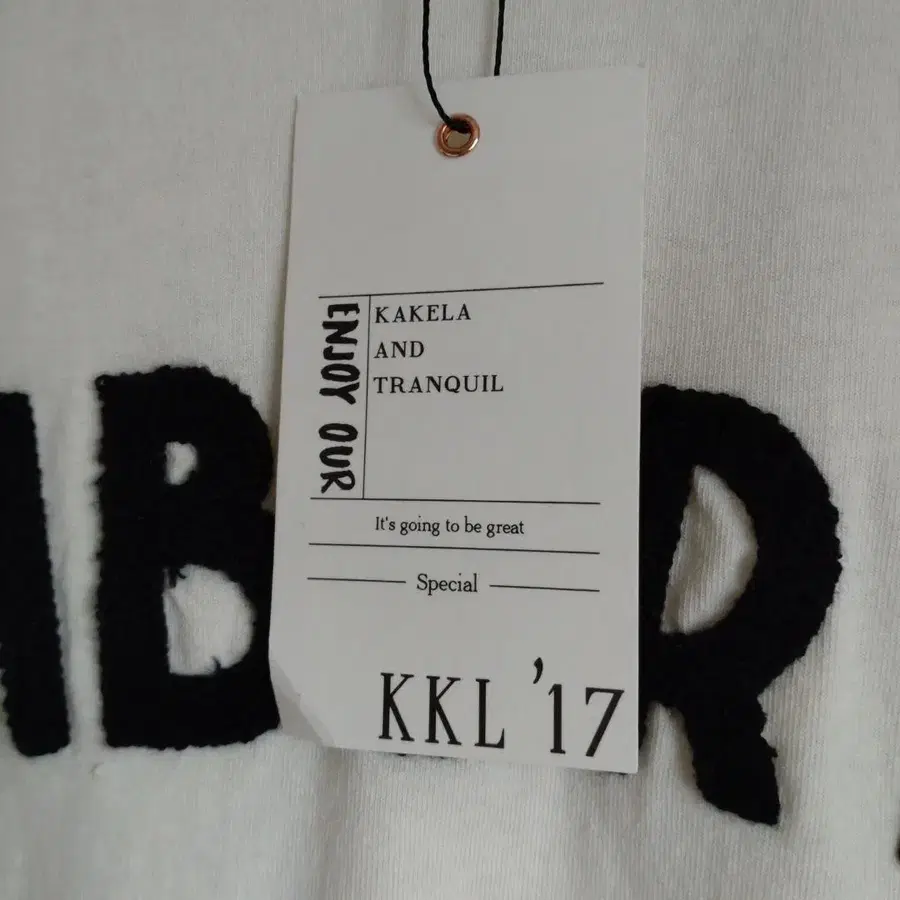 ENJOY OUR
KAKELA
AND
TRANQUIL
It's going to be great
Special
KKL '17
B R